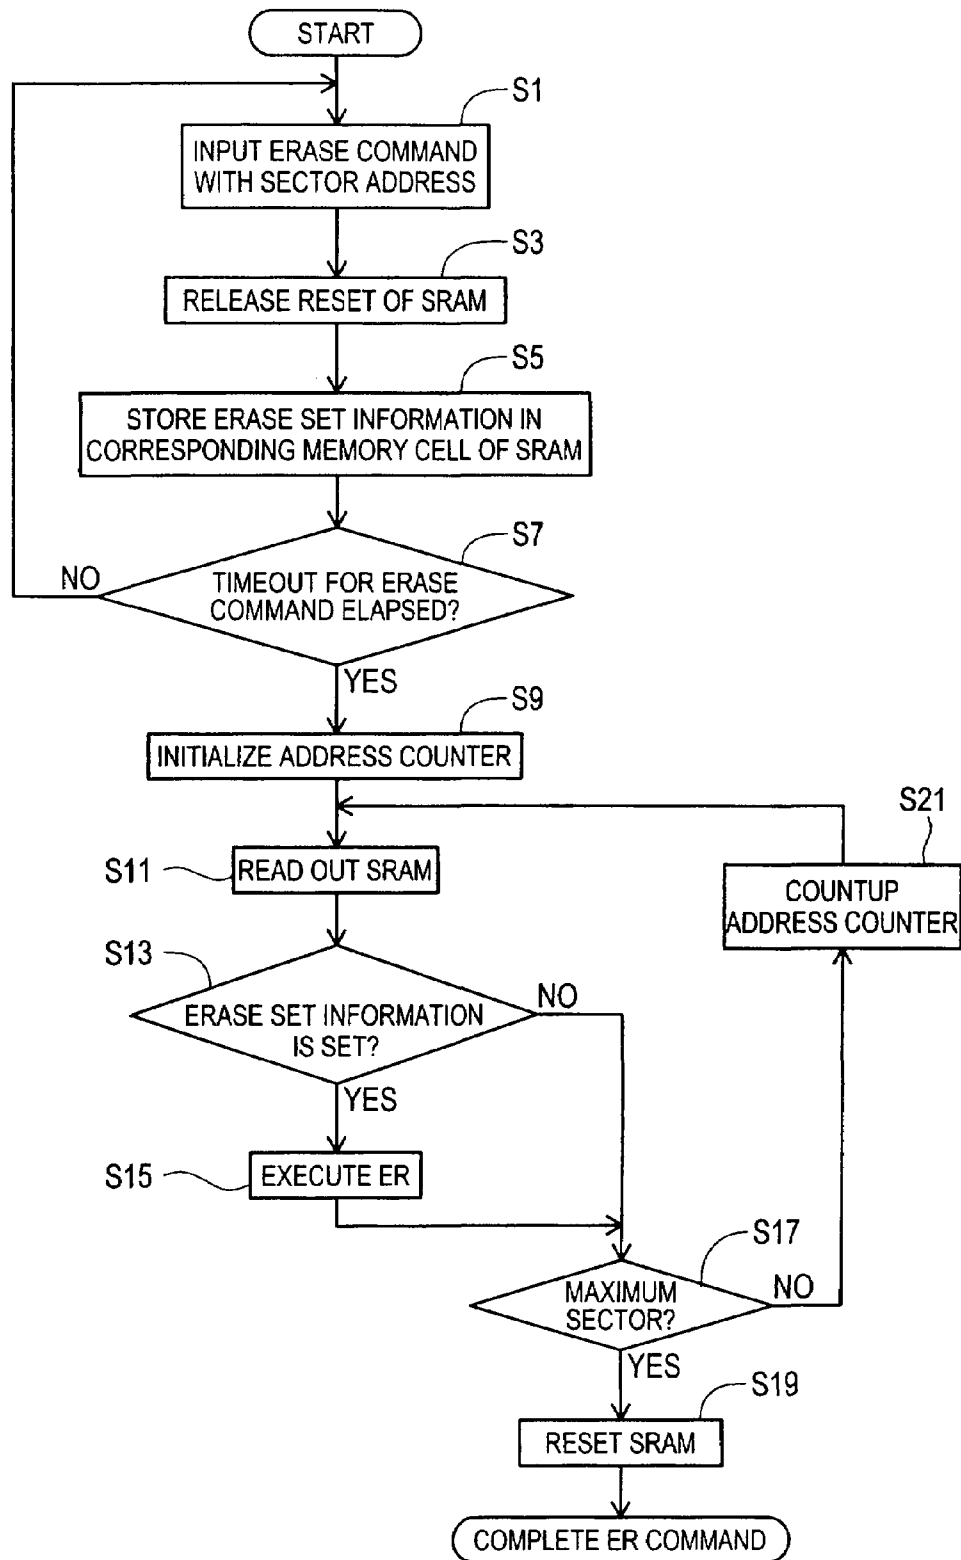 START
S1
INPUT ERASE COMMAND
WITH SECTOR ADDRESS
S3
RELEASE RESET OF SRAM
S5
STORE ERASE SET INFORMATION IN
CORRESPONDING MEMORY CELL OF SRAM
S7
NO
TIMEOUT FOR ERASE
COMMAND ELAPSED?
YES
S9
INITIALIZE ADDRESS COUNTER
S21
S11
READ OUT SRAM
COUNTUP
ADDRESS COUNTER
S13
NO
ERASE SET INFORMATION
IS SET?
YES
S15
EXECUTE ER
S17
MAXIMUM
SECTOR?
NO
YES
S19
RESET SRAM
COMPLETE ER COMMAND